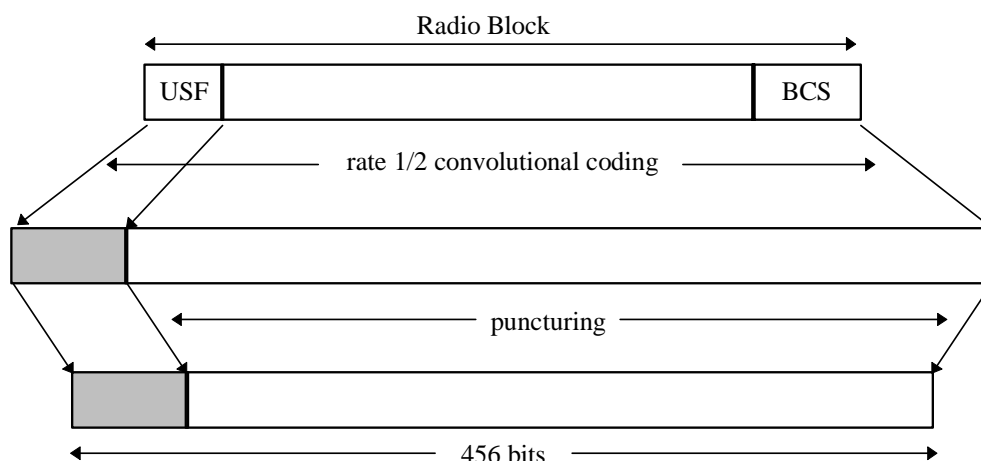 Radio Block
USF
BCS
rate 1/2 convolutional coding
puncturing
456 bits